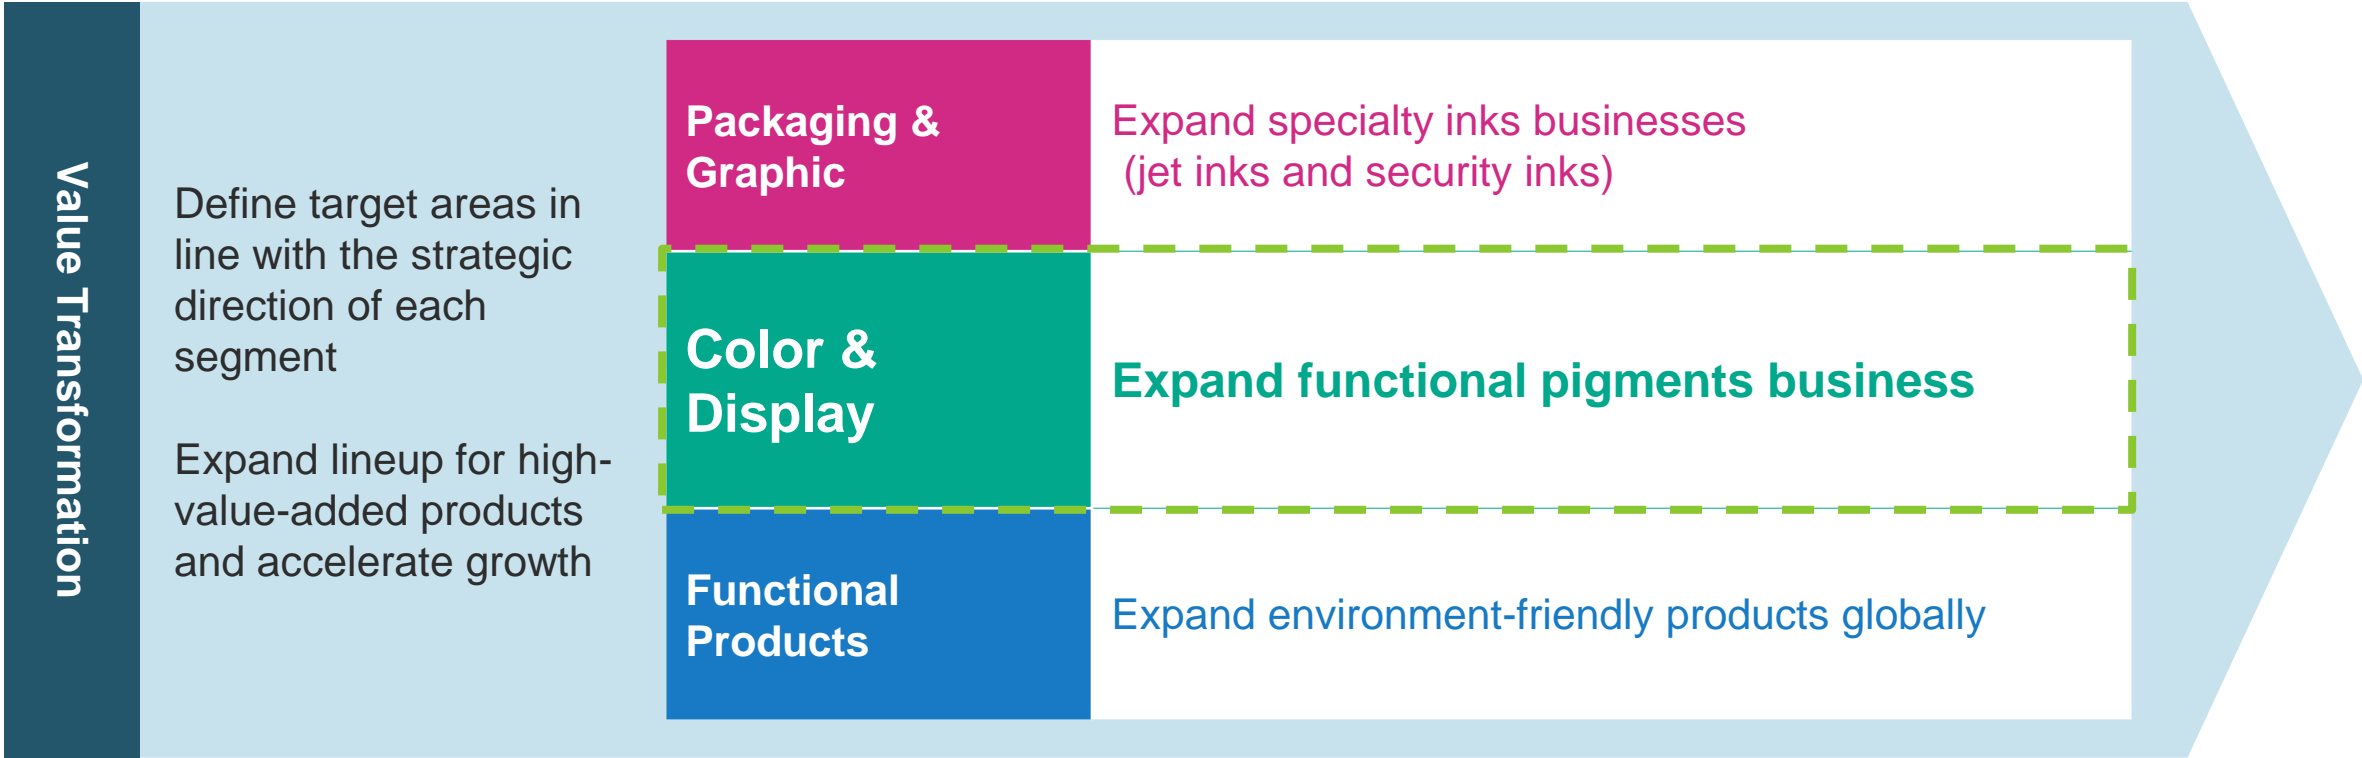 Value Transformation
Define target areas in
line with the strategic
direction of each
segment
Expand lineup for high-
value-added products
and accelerate growth
Packaging &
Graphic
Expand specialty inks businesses
(jet inks and security inks)
Color &
Display
Expand functional pigments business
Functional
Products
Expand environment-friendly products globally